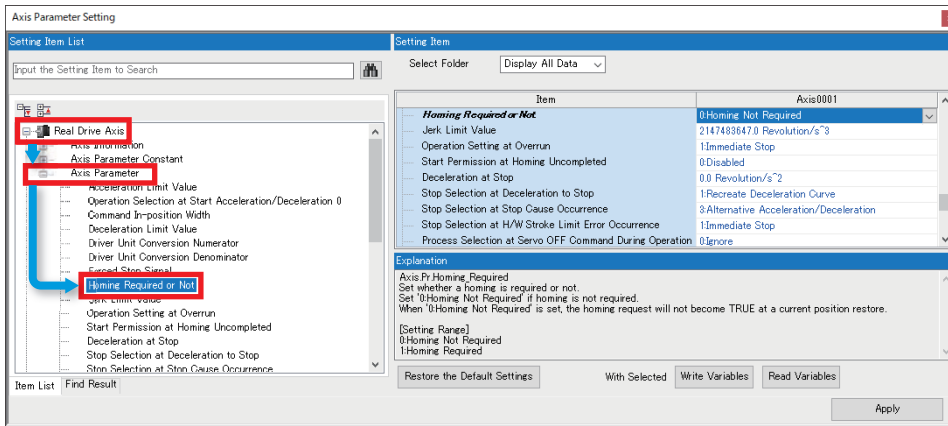 Axis Parameter Setting
Setting Item List
Input the Setting Item to Search
Real Drive Axis
Axis Information
Axis Parameter Constant
Axis Parameter
Acceleration Limit Value
Operation Selection at Start Acceleration/Deceleration 0
Command In-position Width
Deceleration Limit Value
Driver Unit Conversion Numerator
Driver Unit Conversion Denominator
Forced Stop Signal
Homing Required or Not
Jerk Limit Value
Operation Setting at Overrun
Start Permission at Homing Uncompleted
Deceleration at Stop
Stop Selection at Deceleration to Stop
Stop Selection at Stop Cause Occurrence
Item List Find Result
Setting Item
Select Folder Display All Data
Item Axis0001
Homing Required or Not 0:Homing Not Required
Jerk Limit Value 2147483647.0 Revolution/s^3
Operation Setting at Overrun 1:Immediate Stop
Start Permission at Homing Uncompleted 0:Disabled
Deceleration at Stop 0.0 Revolution/s^2
Stop Selection at Deceleration to Stop 1:Recreate Deceleration Curve
Stop Selection at Stop Cause Occurrence 3:Alternative Acceleration/Deceleration
Stop Selection at H/W Stroke Limit Error Occurrence 1:Immediate Stop
Process Selection at Servo OFF Command During Operation 0:Ignore
Explanation
Axis.Pr.Homing_Required
Set whether a homing is required or not.
Set '0:Homing Not Required' if homing is not required.
When '0:Homing Not Required' is set, the homing request will not become TRUE at a current position restore.
[Setting Range]
0:Homing Not Required
1:Homing Required
Restore the Default Settings With Selected Write Variables Read Variables
Apply